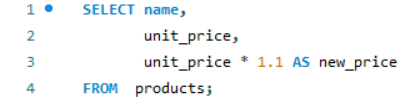 1 SELECT name,
2 unit_price,
3 unit_price * 1.1 AS new_price
4 FROM products;